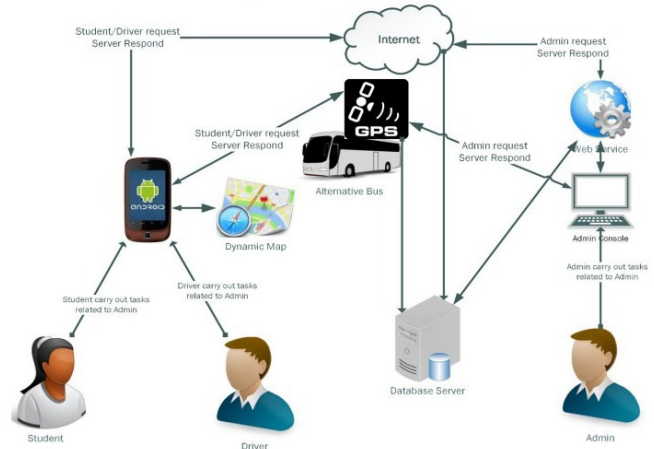 Student/Driver request
Server Respond
Internet
Admin request
Server Respond
Student/Driver request
Server Respond
GPS
Admin request
Server Respond
Web Service
Alternative Bus
ANDROID
Dynamic Map
Admin Console
Student carry out tasks
related to Admin
Driver carry out tasks
related to Admin
Admin carry out tasks
related to Admin
Database Server
Student
Driver
Admin